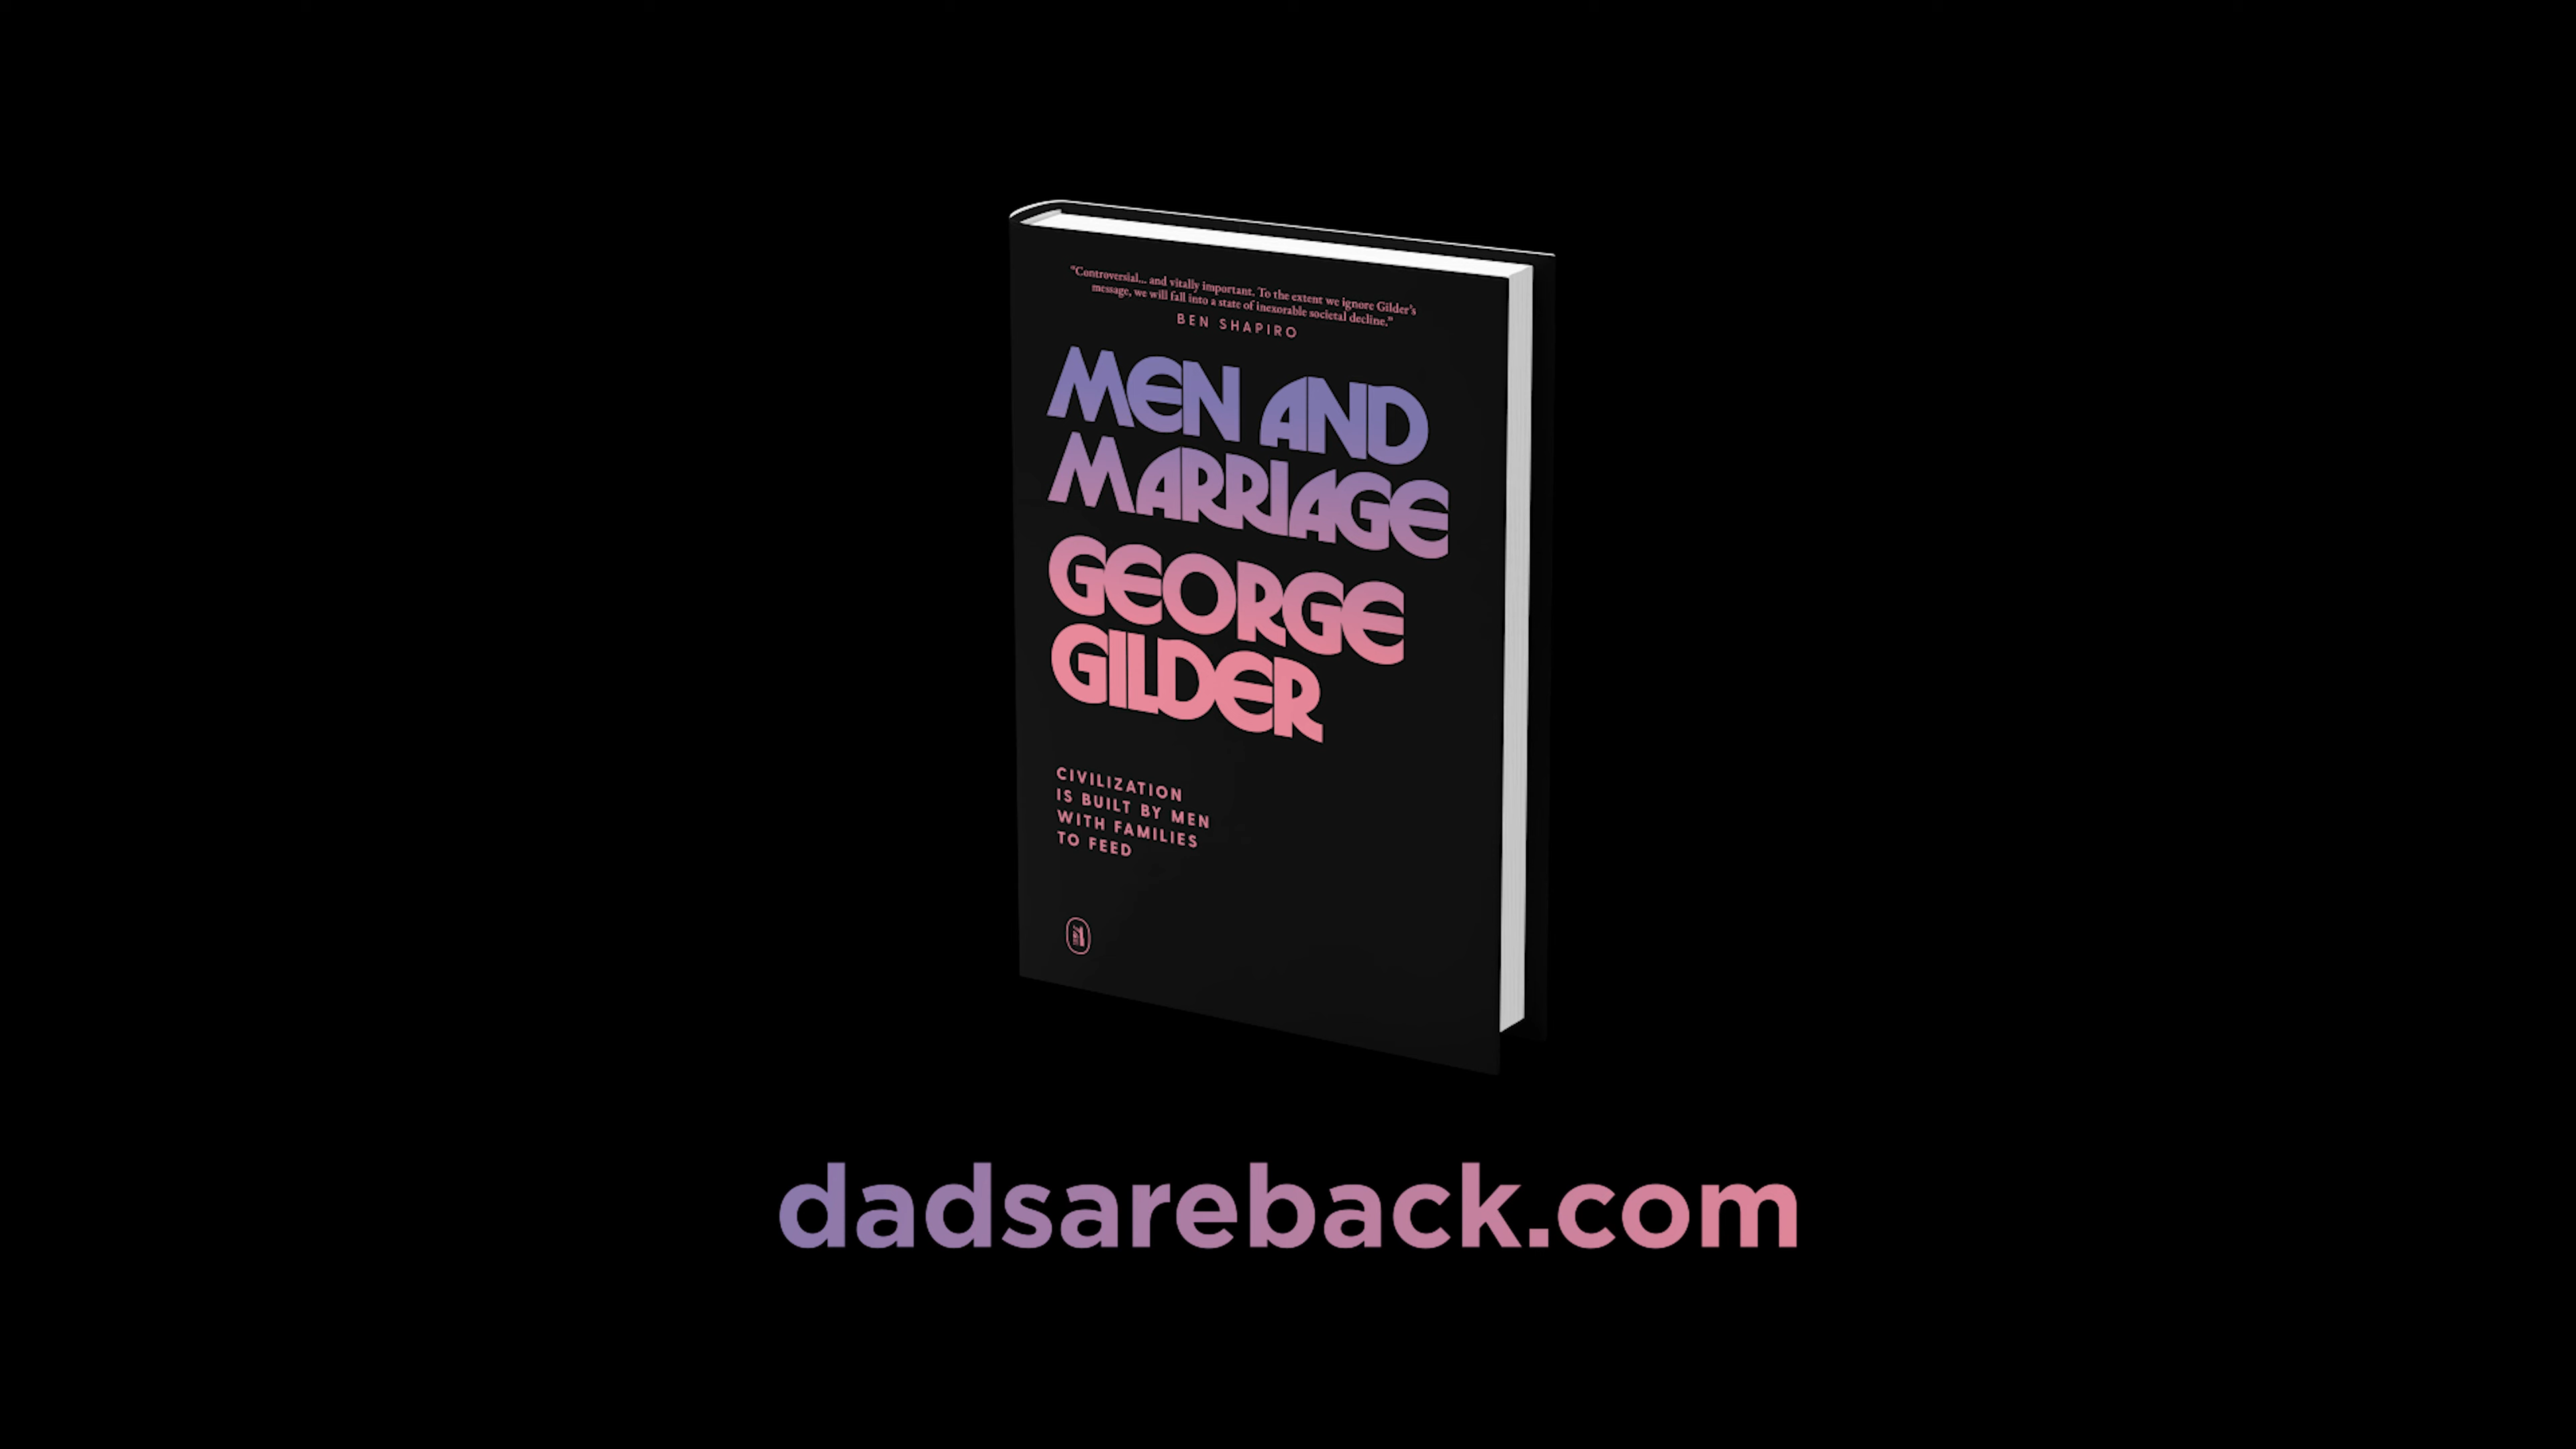 “Controversial... and vitally important. To the extent we ignore Gilder’s
message, we will fall into a state of inexorable societal decline.”
BEN SHAPIRO
MEN AND
MARRIAGE
GEORGE
GILDER
CIVILIZATION
IS BUILT BY MEN
WITH FAMILIES
TO FEED
dadsareback.com